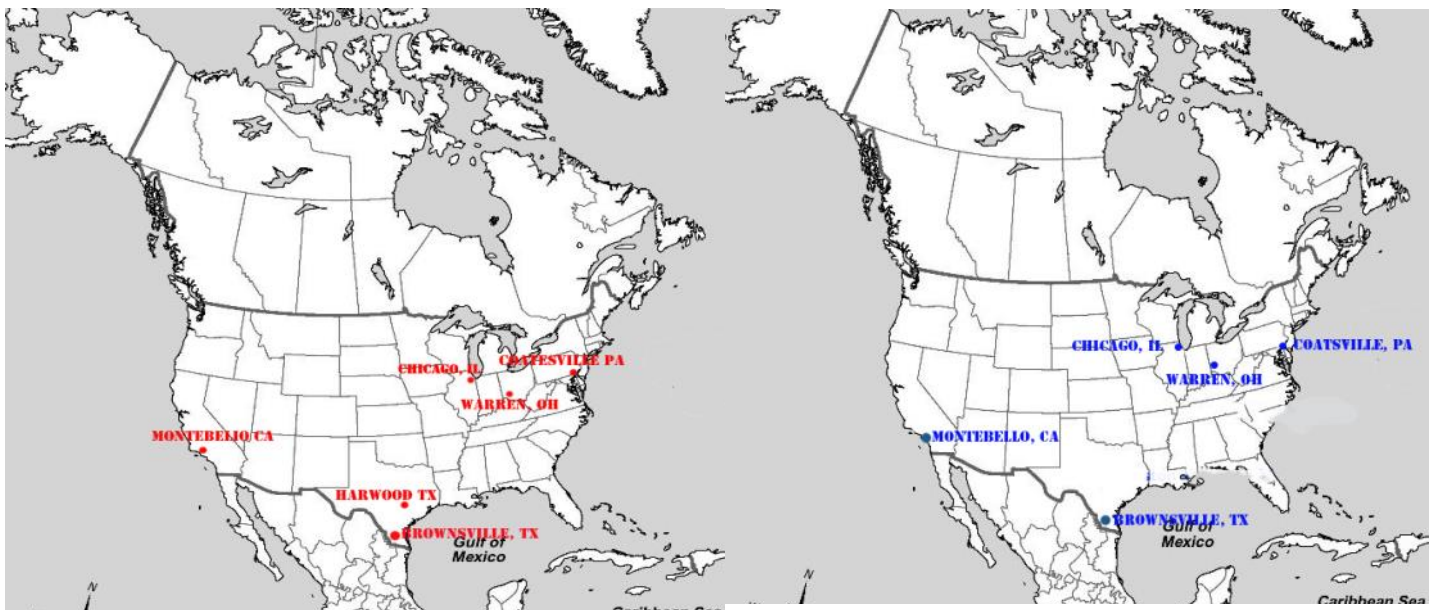 COATESVILLE PA
CHICAGO, IL
WARREN, OH
MONTEBELIO CA
HARWOOD TX
BROWNSVILLE, TX
Gulf of
Mexico
N
CHICAGO, IL
COATSVILLE, PA
WARREN, OH
MONTEBELLO, CA
BROWNSVILLE, TX
Gulf of
Mexico
N
Caribbean Sea